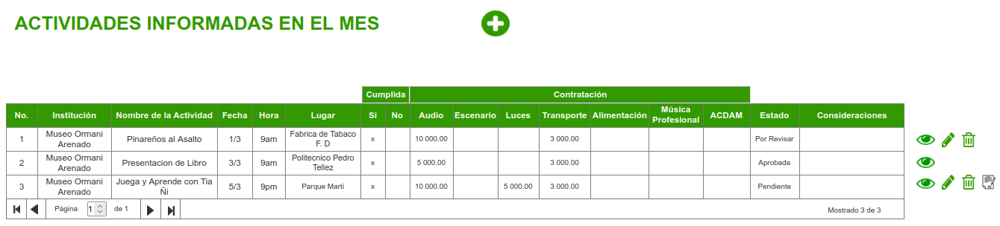 ACTIVIDADES INFORMADAS EN EL MES
Cumplida Contratación
No. Institución Nombre de la Actividad Fecha Hora Lugar Si No Audio Escenario Luces Transporte Alimentación Música Profesional ACDAM Estado Consideraciones
1 Museo Ormani Arenado Pinareños al Asalto 1/3 9am Fabrica de Tabaco F. D x 10 000.00 3 000.00 Por Revisar
2 Museo Ormani Arenado Presentacion de Libro 3/3 9am Politecnico Pedro Tellez x 5 000.00 3 000.00 Aprobada
3 Museo Ormani Arenado Juega y Aprende con Tia Ñi 5/3 9pm Parque Martí x 10 000.00 5 000.00 3 000.00 Pendiente
Página 1 de 1 Mostrado 3 de 3